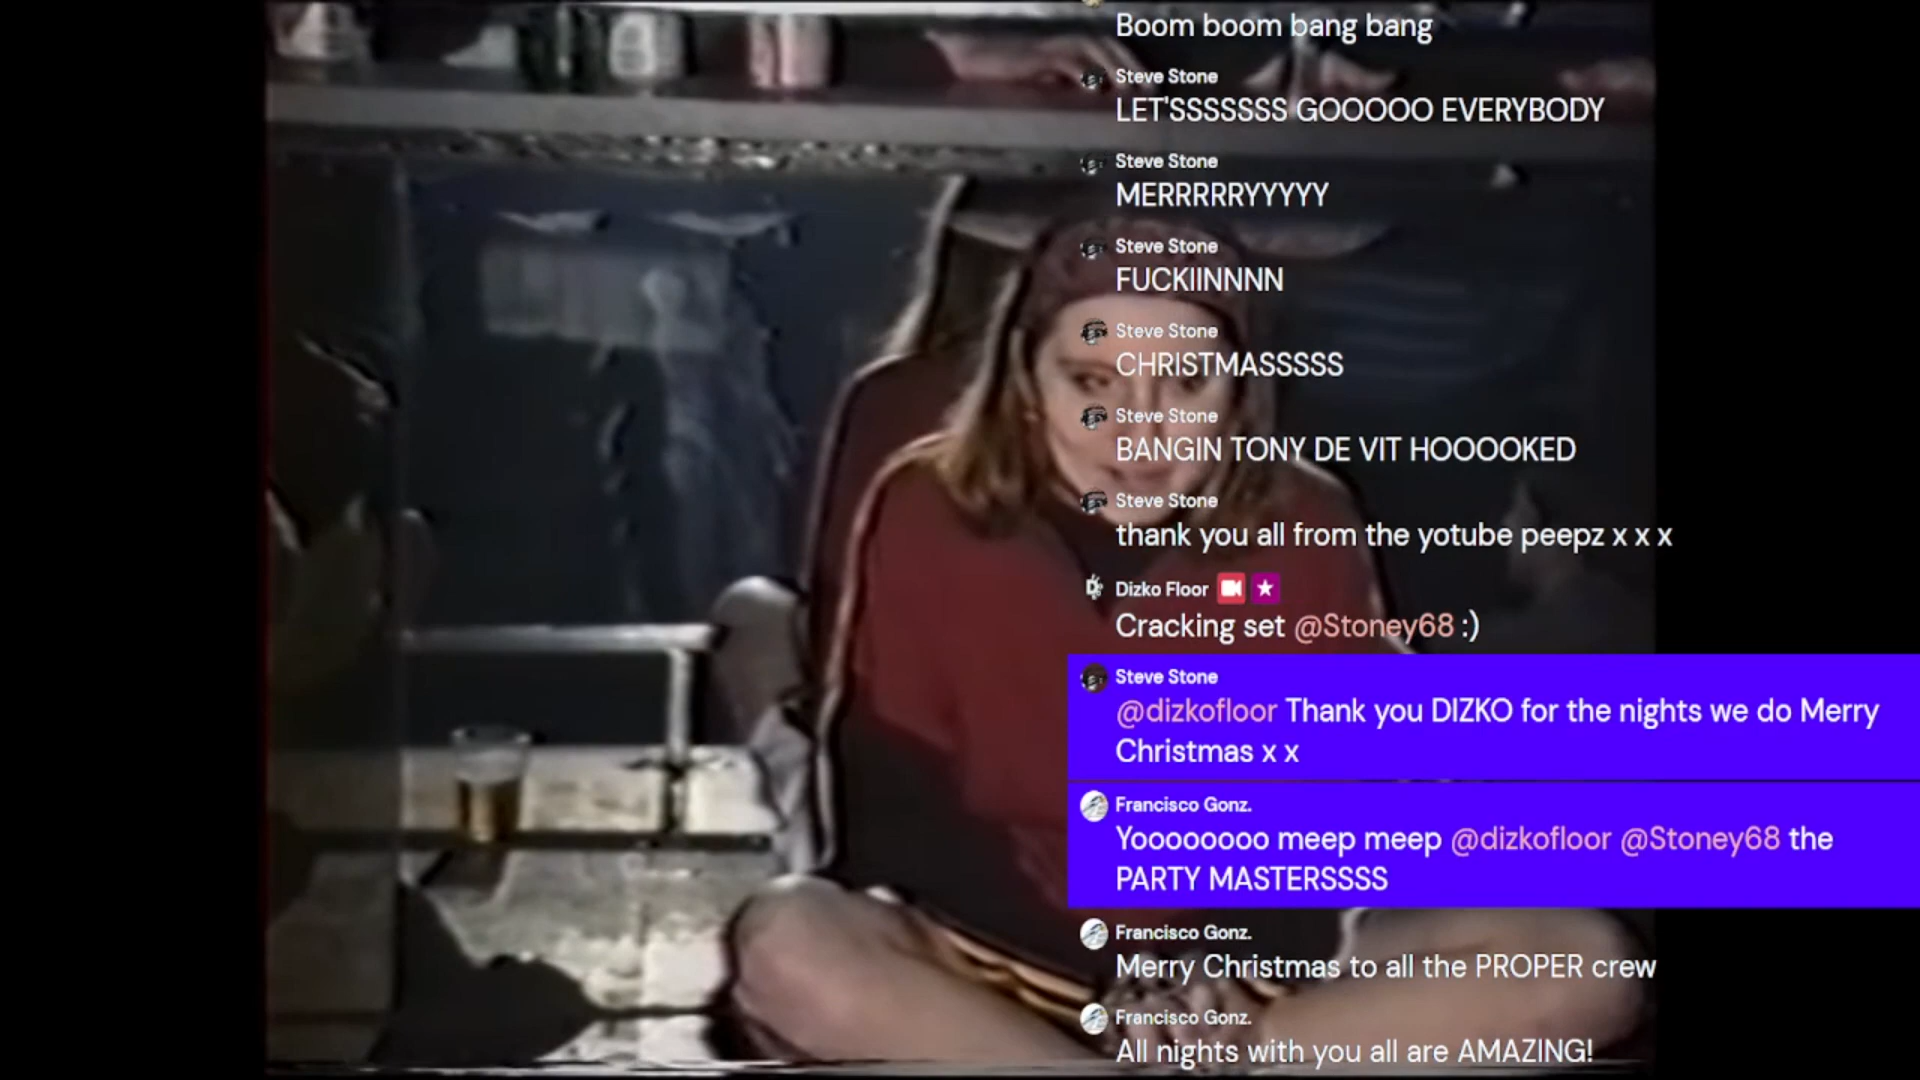 Boom boom bang bang
Steve Stone
LET'SSSSSSS GOOOOO EVERYBODY
Steve Stone
MERRRRRYYYYY
Steve Stone
FUCKIINNNN
Steve Stone
CHRISTMASSSSS
Steve Stone
BANGIN TONY DE VIT HOOOOKED
Steve Stone
thank you all from the yotube peepz x x x
Dizko Floor
Cracking set @Stoney68 :)
Steve Stone
@dizkofloor Thank you DIZKO for the nights we do Merry
Christmas x x
Francisco Gonz.
Yoooooooo meep meep @dizkofloor @Stoney68 the
PARTY MASTERSSSS
Francisco Gonz.
Merry Christmas to all the PROPER crew
Francisco Gonz.
All nights with you all are AMAZING!